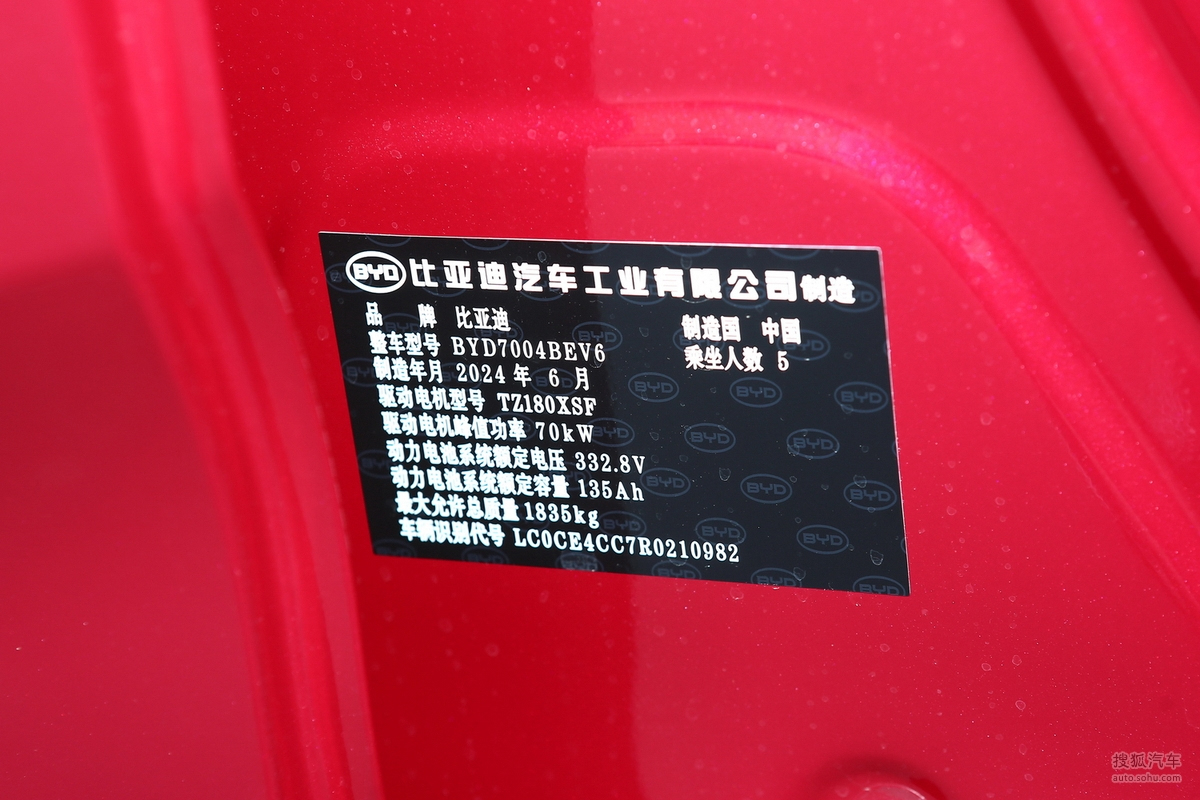 BYD 比亚迪汽车工业有限公司制造
品 牌 比亚迪 制造国 中国
整车型号 BYD7004BEV6 乘坐人数 5
制造年月 2024 年 6 月
驱动电机型号 TZ180XSF
驱动电机峰值功率 70kW
动力电池系统额定电压 332.8V
动力电池系统额定容量 135Ah
最大允许总质量 1835kg
车辆识别代号 LC0CE4CC7R0210982
搜狐汽车
auto.sohu.com